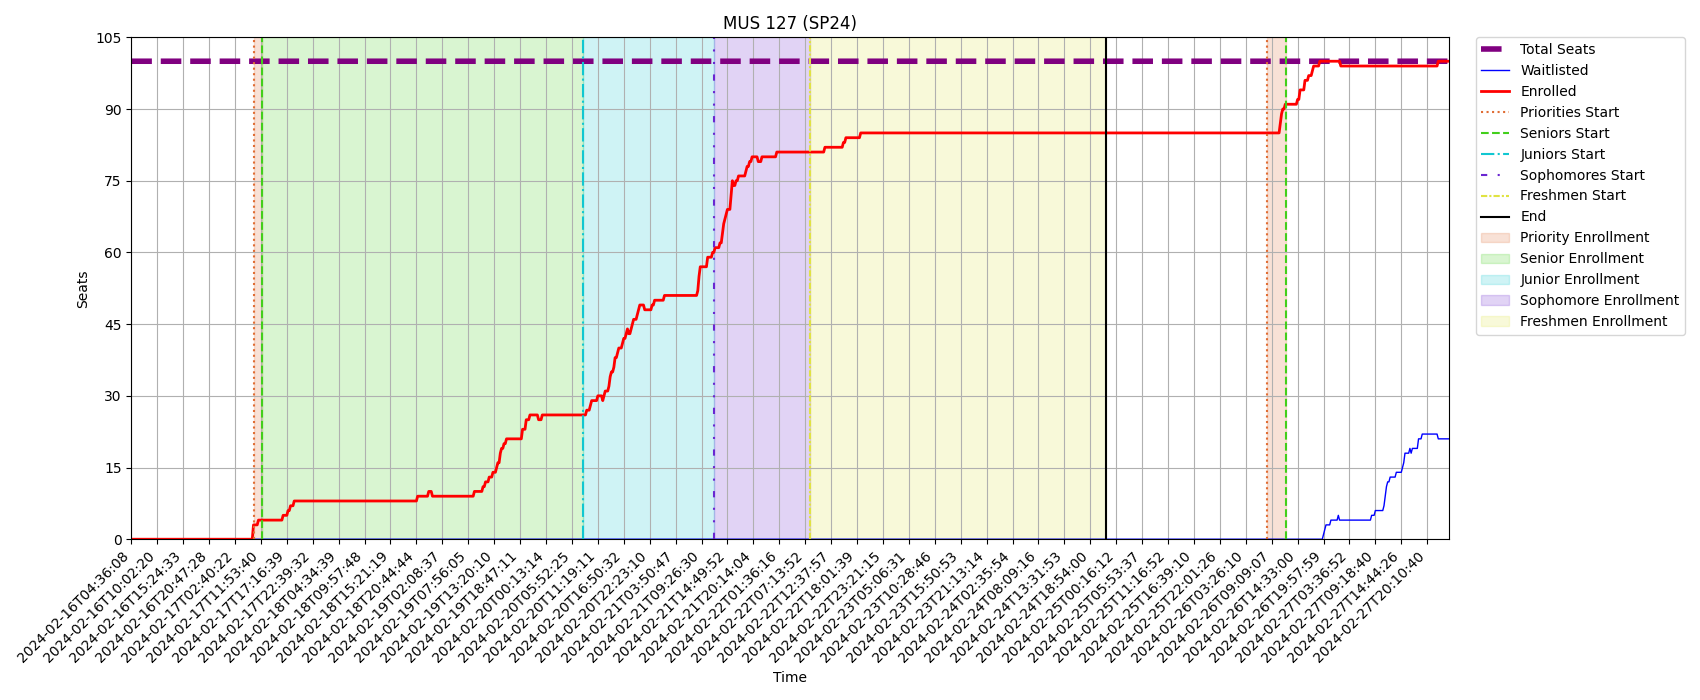 MUS 127 (SP24)
105
90
75
60
45
30
15
0
Seats
2024-02-16T04:36:08
2024-02-16T10:02:20
2024-02-16T15:24:33
2024-02-16T20:47:28
2024-02-17T02:40:22
2024-02-17T11:53:40
2024-02-17T17:16:39
2024-02-17T22:39:32
2024-02-18T04:34:39
2024-02-18T09:57:48
2024-02-18T15:21:19
2024-02-18T20:44:44
2024-02-19T02:08:37
2024-02-19T07:56:05
2024-02-19T13:20:10
2024-02-19T18:47:11
2024-02-20T00:13:14
2024-02-20T05:52:25
2024-02-20T11:19:11
2024-02-20T16:50:32
2024-02-20T22:23:10
2024-02-21T03:50:47
2024-02-21T09:26:30
2024-02-21T14:49:52
2024-02-21T20:14:04
2024-02-22T01:36:16
2024-02-22T07:13:52
2024-02-22T12:37:57
2024-02-22T18:01:39
2024-02-22T23:21:15
2024-02-23T05:06:31
2024-02-23T10:28:46
2024-02-23T15:50:53
2024-02-23T21:13:14
2024-02-24T02:35:54
2024-02-24T08:09:16
2024-02-24T13:31:53
2024-02-24T18:54:00
2024-02-25T00:16:12
2024-02-25T05:53:37
2024-02-25T11:16:52
2024-02-25T16:39:10
2024-02-25T22:01:26
2024-02-26T03:26:10
2024-02-26T09:09:07
2024-02-26T14:33:00
2024-02-26T19:57:59
2024-02-27T03:36:52
2024-02-27T09:18:40
2024-02-27T14:44:26
2024-02-27T20:10:40
Time
Total Seats
Waitlisted
Enrolled
Priorities Start
Seniors Start
Juniors Start
Sophomores Start
Freshmen Start
End
Priority Enrollment
Senior Enrollment
Junior Enrollment
Sophomore Enrollment
Freshmen Enrollment